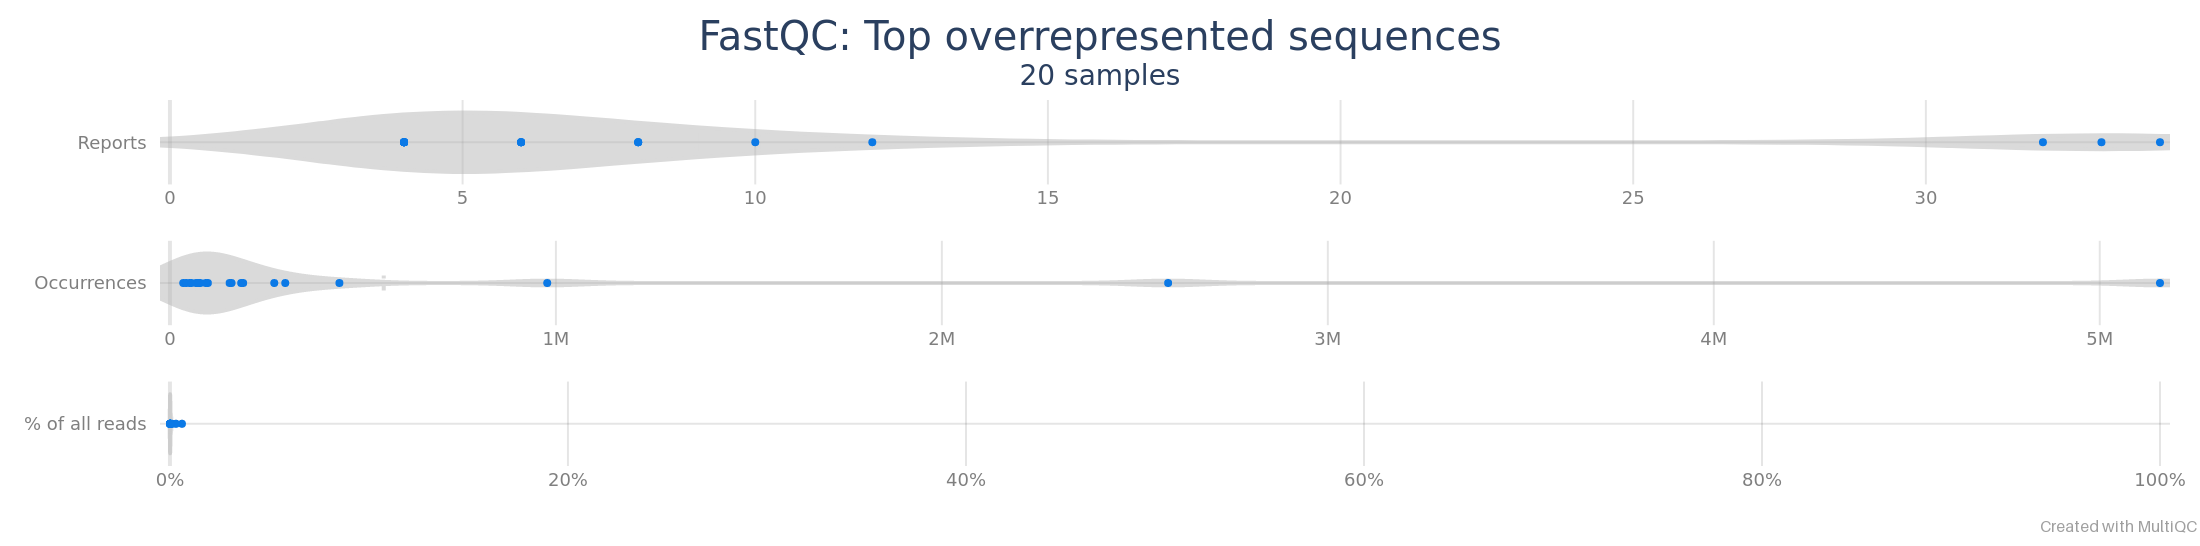 FastQC: Top overrepresented sequences
20 samples
Reports
0 5 10 15 20 25 30
Occurrences
0 1M 2M 3M 4M 5M
% of all reads
0% 20% 40% 60% 80% 100%
Created with MultiQC